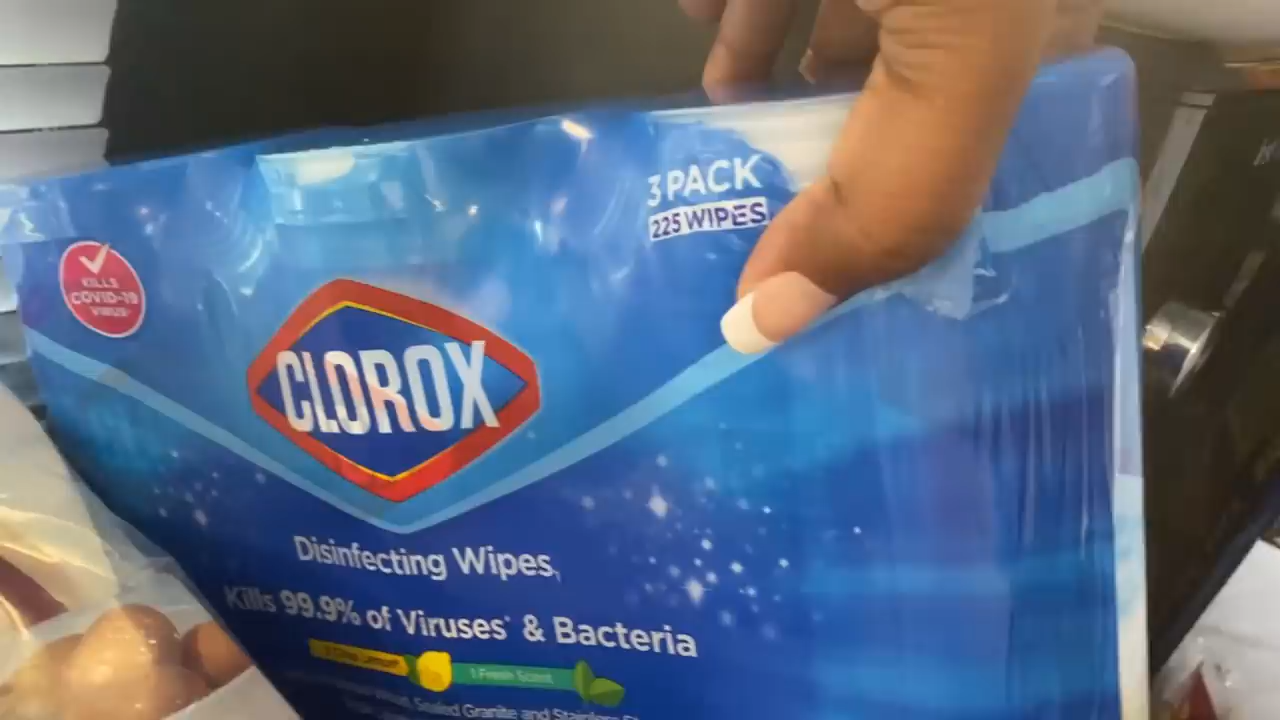 3 PACK
225 WIPES
KILLS
COVID-19
VIRUS*
CLOROX
Disinfecting Wipes
Kills 99.9% of Viruses* & Bacteria
1 Fresh Scent
Sealed Granite and Stainless